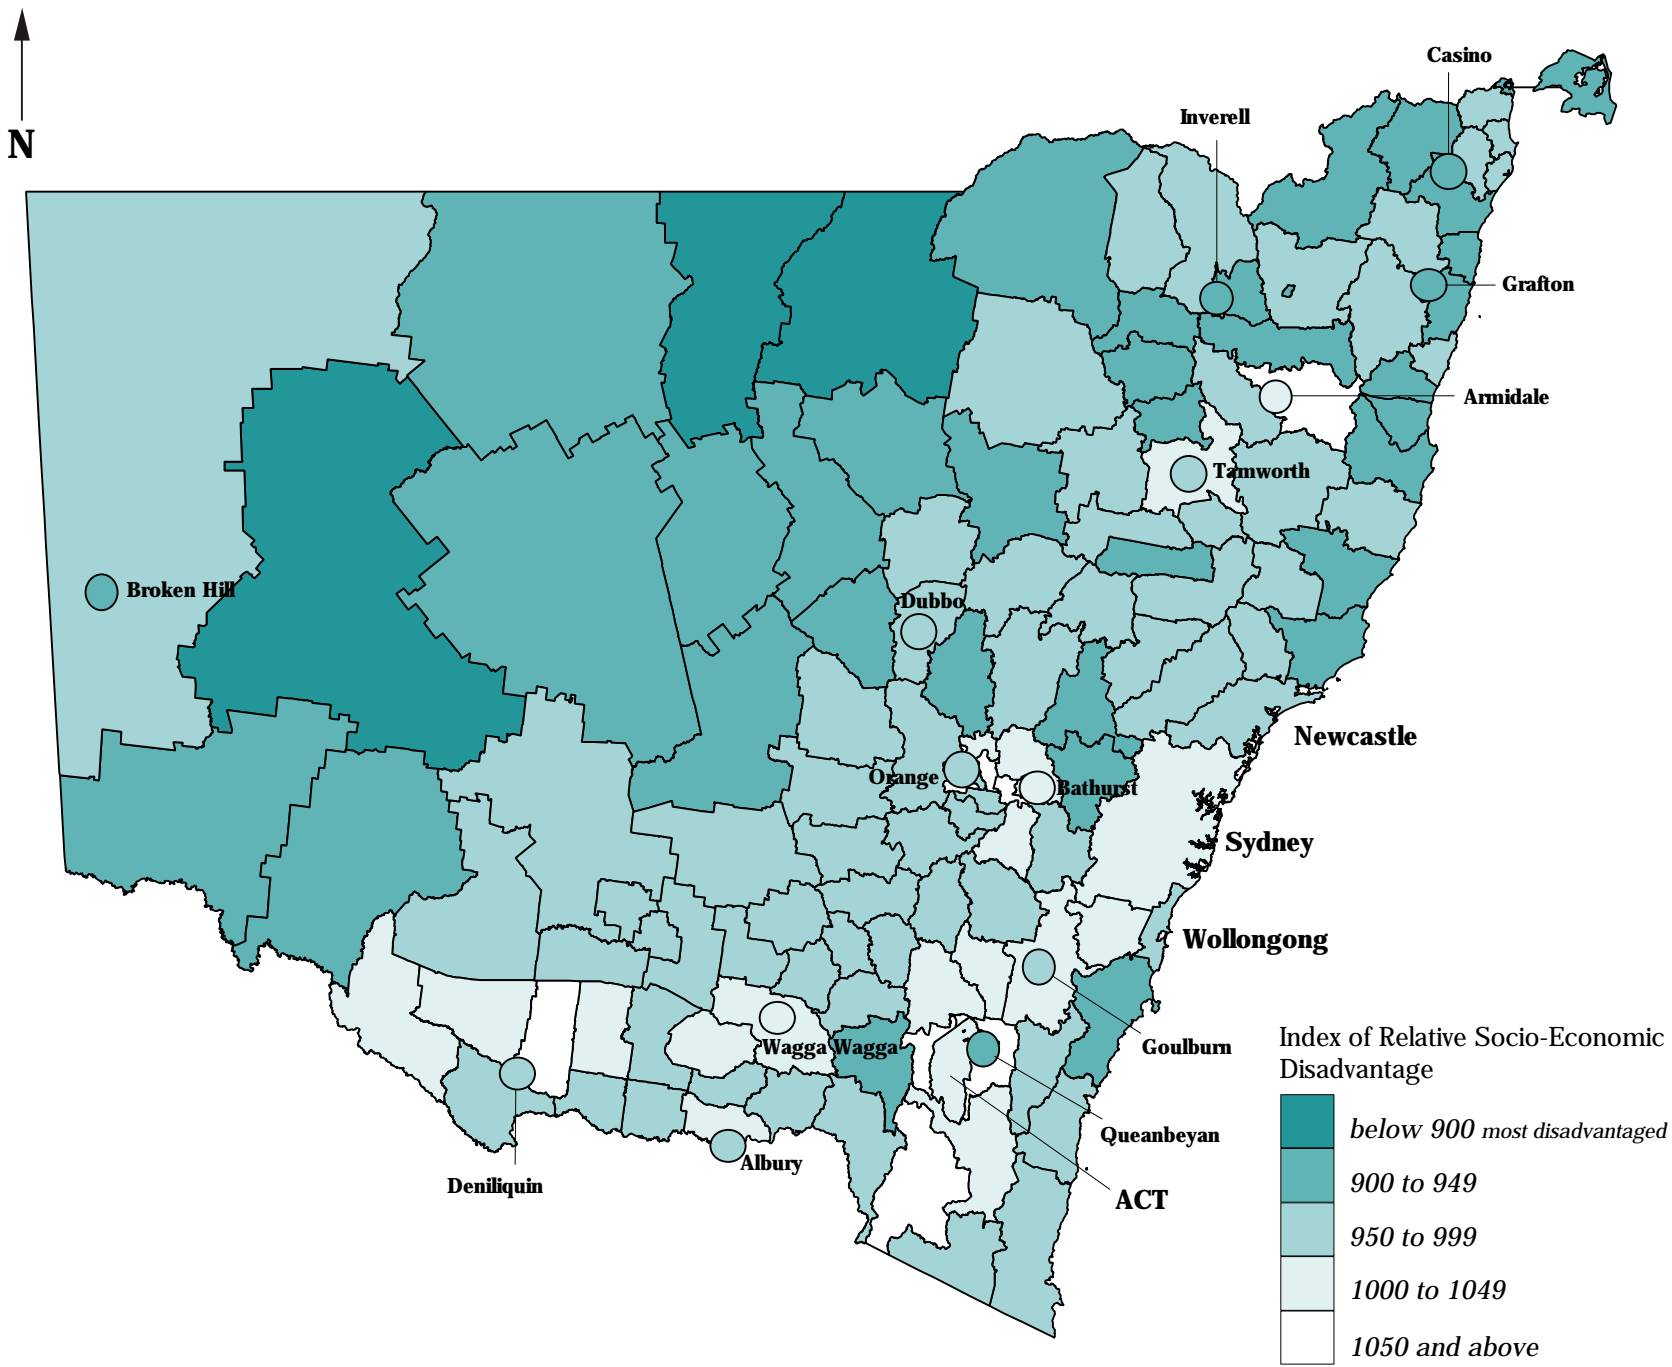 N
Casino
Inverell
Grafton
Armidale
Tamworth
Broken Hill
Dubbo
Newcastle
Orange
Bathurst
Sydney
Wollongong
Wagga Wagga
Goulburn
Queanbeyan
Albury
Deniliquin
ACT
Index of Relative Socio-Economic
Disadvantage
below 900 most disadvantaged
900 to 949
950 to 999
1000 to 1049
1050 and above